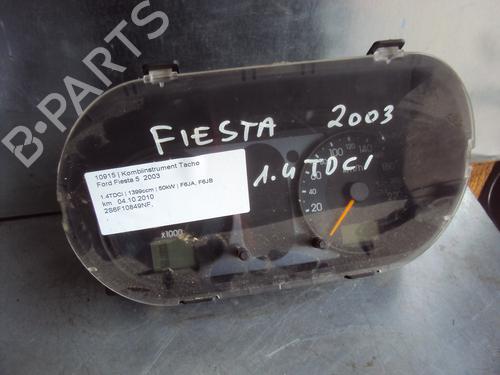 B-PARTS
FIESTA 2003
1.4 TDCI
10915 | Kombiinstrument Tacho
Ford Fiesta 5 2003
1.4TDCI | 1399ccm | 50kW | F6JA, F6JB
km 04.10.2010
2S6F10849NF,
x1000
20
40
60
80
100
120
140
km/h